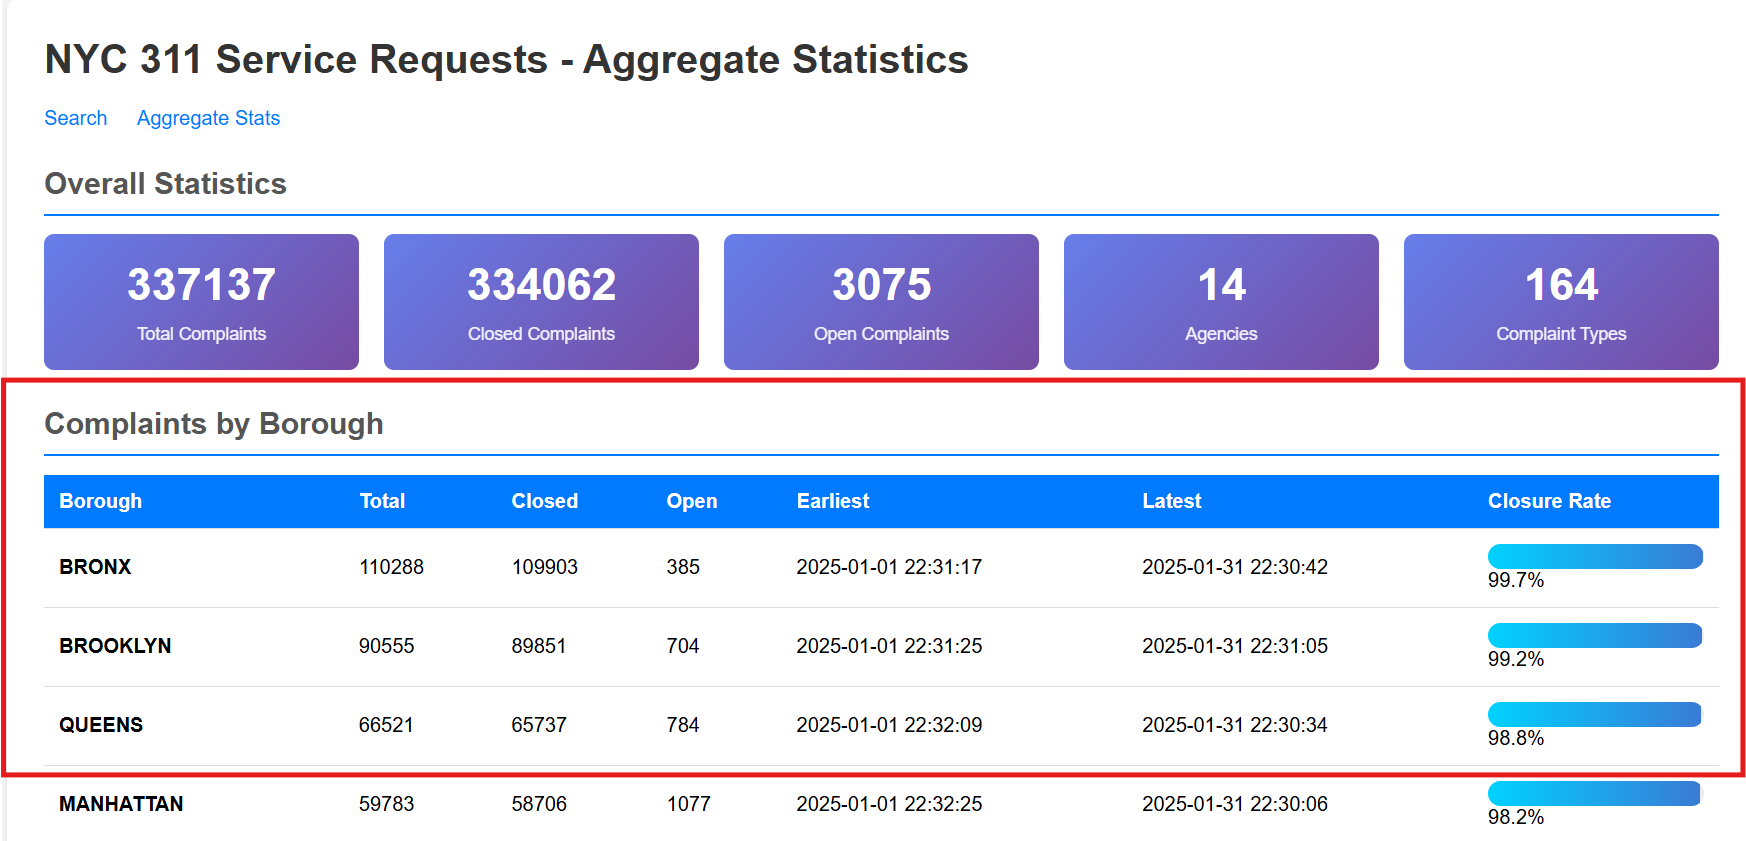 NYC 311 Service Requests - Aggregate Statistics
Search Aggregate Stats
Overall Statistics
337137 334062 3075 14 164
Total Complaints Closed Complaints Open Complaints Agencies Complaint Types
Complaints by Borough
Borough Total Closed Open Earliest Latest Closure Rate
BRONX 110288 109903 385 2025-01-01 22:31:17 2025-01-31 22:30:42 99.7%
BROOKLYN 90555 89851 704 2025-01-01 22:31:25 2025-01-31 22:31:05 99.2%
QUEENS 66521 65737 784 2025-01-01 22:32:09 2025-01-31 22:30:34 98.8%
MANHATTAN 59783 58706 1077 2025-01-01 22:32:25 2025-01-31 22:30:06 98.2%